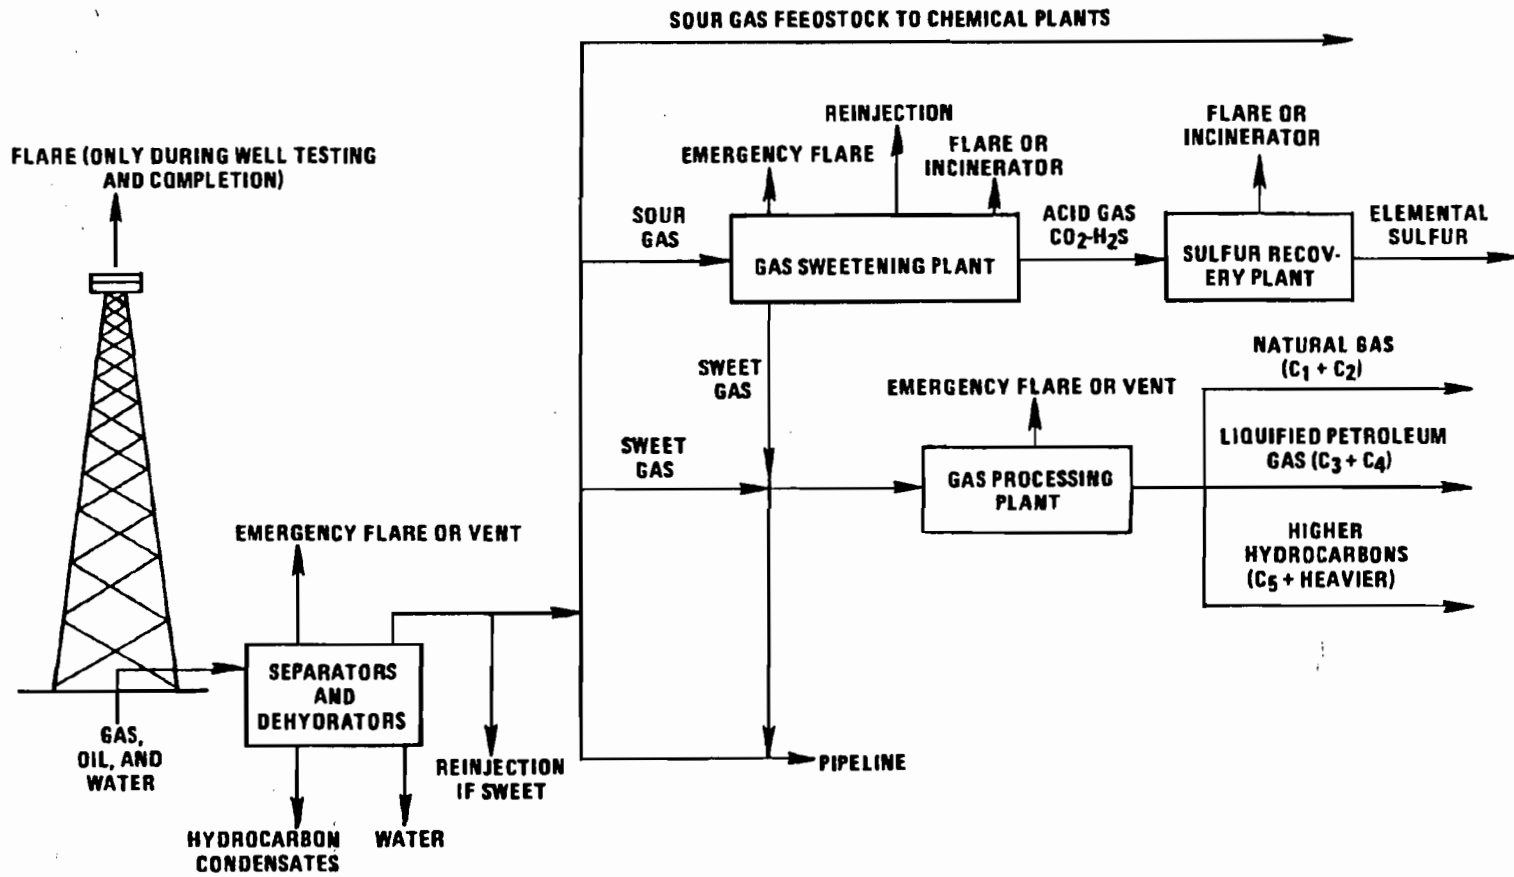 SOUR GAS FEEOSTOCK TO CHEMICAL PLANTS
FLARE (ONLY DURING WELL TESTING
AND COMPLETION)
REINJECTION
EMERGENCY FLARE
FLARE OR
INCINERATOR
FLARE OR
INCINERATOR
SOUR
GAS
GAS SWEETENING PLANT
ACID GAS
CO₂-H₂S
SULFUR RECOV-
ERY PLANT
ELEMENTAL
SULFUR
SWEET
GAS
SWEET
GAS
EMERGENCY FLARE OR VENT
GAS PROCESSING
PLANT
NATURAL GAS
(C₁ + C₂)
LIQUIFIED PETROLEUM
GAS (C₃ + C₄)
HIGHER
HYDROCARBONS
(C₅ + HEAVIER)
EMERGENCY FLARE OR VENT
SEPARATORS
AND
DEHYDRATORS
GAS,
OIL, AND
WATER
HYDROCARBON
CONDENSATES
WATER
REINJECTION
IF SWEET
PIPELINE